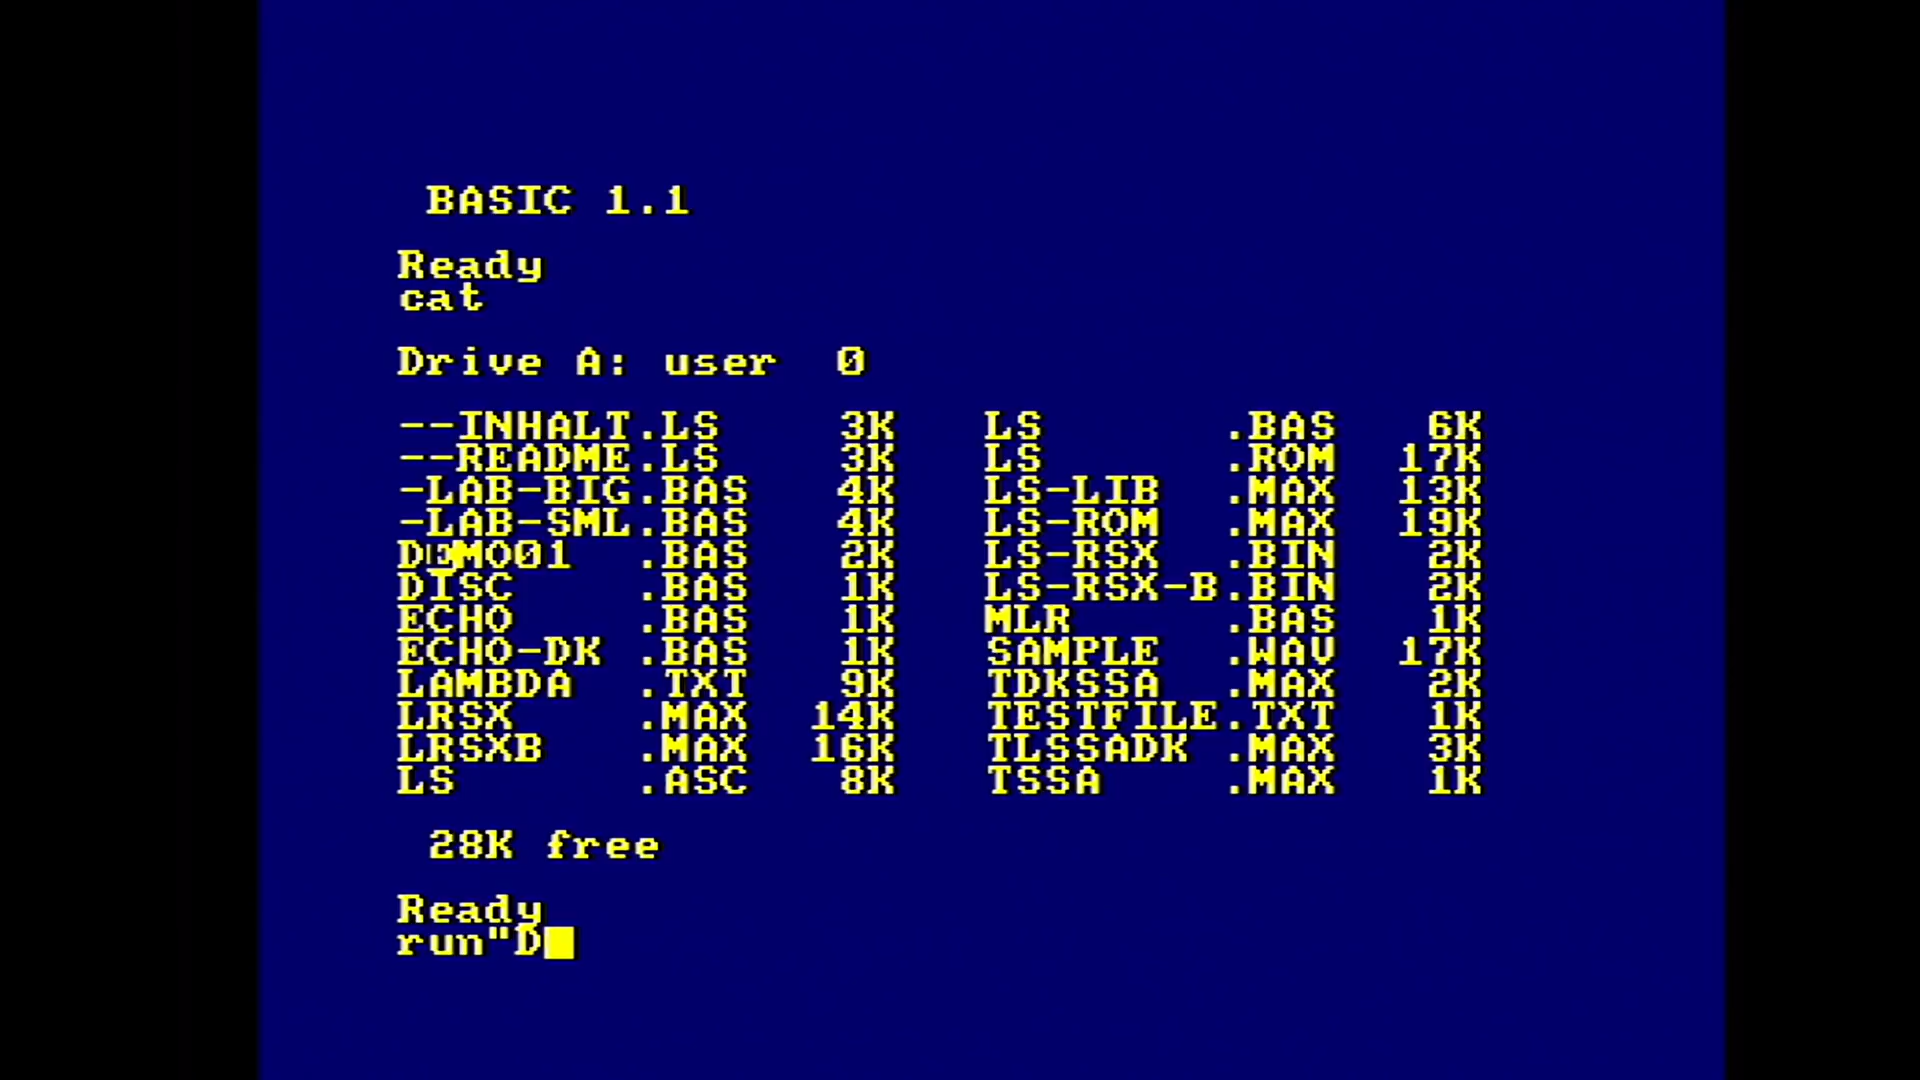 BASIC 1.1
Ready
cat
Drive A: user  0
--INHALT.LS 3K LS .BAS 6K
--README.LS 3K LS .ROM 17K
-LAB-BIG.BAS 4K LS-LIB .MAX 13K
-LAB-SML.BAS 4K LS-ROM .MAX 19K
DEMO01 .BAS 2K LS-RSX .BIN 2K
DISC .BAS 1K LS-RSX-B.BIN 2K
ECHO .BAS 1K MLR .BAS 1K
ECHO-DK .BAS 1K SAMPLE .WAV 17K
LAMBDA .TXT 9K TDKSSA .MAX 2K
LRSX .MAX 14K TESTFILE.TXT 1K
LRSXB .MAX 16K TLSSADK .MAX 3K
LS .ASC 8K TSSA .MAX 1K
28K free
Ready
run"D